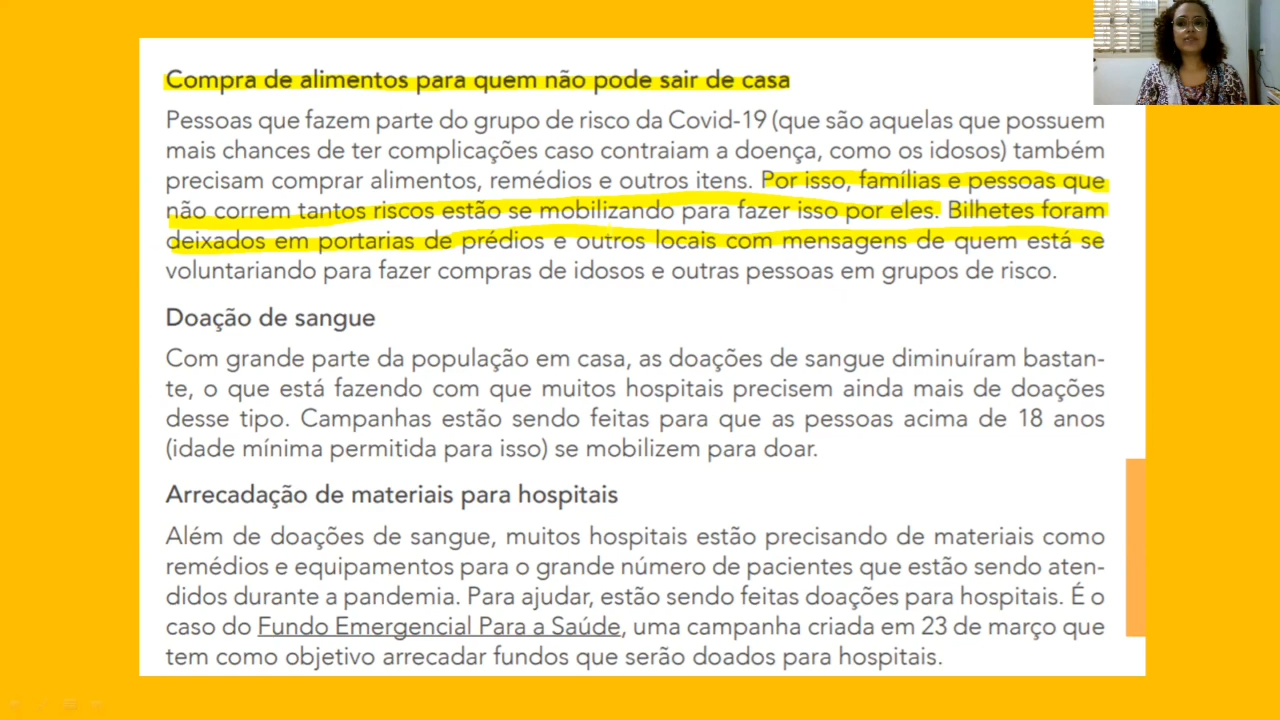 Compra de alimentos para quem não pode sair de casa
Pessoas que fazem parte do grupo de risco da Covid-19 (que são aquelas que possuem
mais chances de ter complicações caso contraiam a doença, como os idosos) também
precisam comprar alimentos, remédios e outros itens. Por isso, famílias e pessoas que
não correm tantos riscos estão se mobilizando para fazer isso por eles. Bilhetes foram
deixados em portarias de prédios e outros locais com mensagens de quem está se
voluntariando para fazer compras de idosos e outras pessoas em grupos de risco.
Doação de sangue
Com grande parte da população em casa, as doações de sangue diminuíram bastan-
te, o que está fazendo com que muitos hospitais precisem ainda mais de doações
desse tipo. Campanhas estão sendo feitas para que as pessoas acima de 18 anos
(idade mínima permitida para isso) se mobilizem para doar.
Arrecadação de materiais para hospitais
Além de doações de sangue, muitos hospitais estão precisando de materiais como
remédios e equipamentos para o grande número de pacientes que estão sendo aten-
didos durante a pandemia. Para ajudar, estão sendo feitas doações para hospitais. É o
caso do Fundo Emergencial Para a Saúde, uma campanha criada em 23 de março que
tem como objetivo arrecadar fundos que serão doados para hospitais.